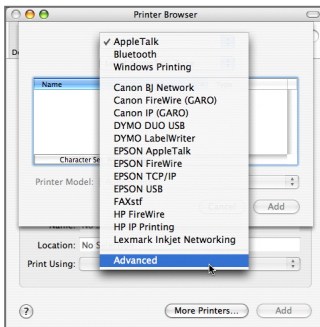 Printer Browser
✓ AppleTalk
Bluetooth
Windows Printing
Name
Canon BJ Network
Canon FireWire (GARO)
Canon IP (GARO)
DYMO DUO USB
DYMO LabelWriter
EPSON AppleTalk
EPSON FireWire
EPSON TCP/IP
EPSON USB
FAXstf
HP FireWire
HP IP Printing
Lexmark Inkjet Networking
Advanced
Character Se
Printer Model:
Add
Name:
Location: No S
Print Using:
? More Printers... Add